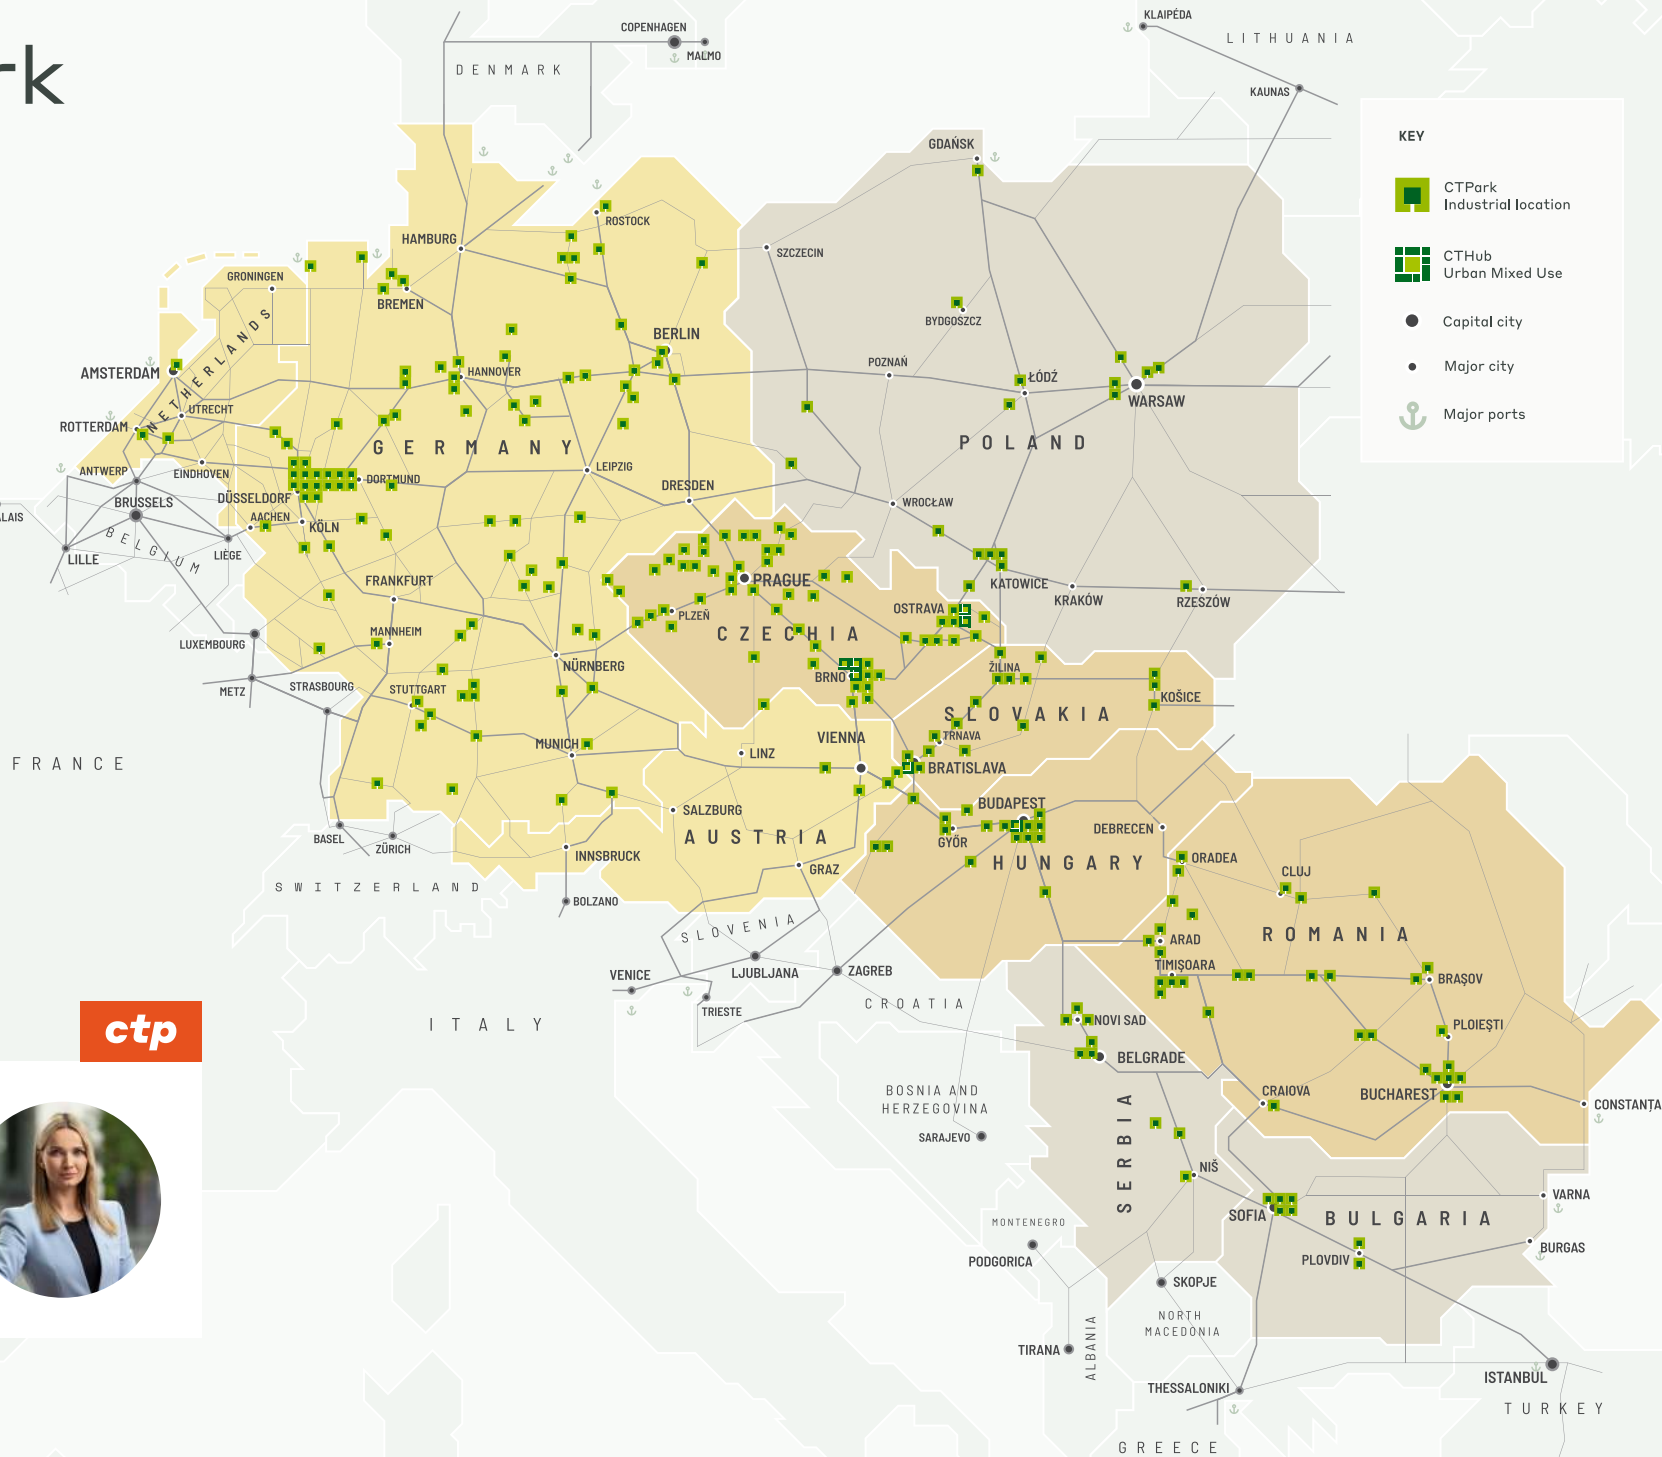 rk
KEY
CTPark
Industrial location
CTHub
Urban Mixed Use
Capital city
Major city
Major ports
COPENHAGEN
MALMO
DENMARK
KLAIPĖDA
LITHUANIA
KAUNAS
GDAŃSK
ROSTOCK
HAMBURG
SZCZECIN
GRONINGEN
BREMEN
BYDGOSZCZ
BERLIN
NETHERLANDS
AMSTERDAM
HANNOVER
POZNAŃ
ŁÓDŹ
WARSAW
UTRECHT
ROTTERDAM
GERMANY
POLAND
ANTWERP
EINDHOVEN
DORTMUND
LEIPZIG
DRESDEN
DÜSSELDORF
BRUSSELS
WROCŁAW
ALAIS
AACHEN
KÖLN
BELGIUM
LIÈGE
LILLE
FRANKFURT
PRAGUE
KATOWICE
KRAKÓW
RZESZÓW
OSTRAVA
PLZEŇ
CZECHIA
LUXEMBOURG
MANNHEIM
NÜRNBERG
ŽILINA
BRNO
METZ
STRASBOURG
STUTTGART
KOŠICE
SLOVAKIA
TRNAVA
VIENNA
MUNICH
LINZ
BRATISLAVA
FRANCE
SALZBURG
BUDAPEST
AUSTRIA
GYŐR
DEBRECEN
BASEL
ZÜRICH
INNSBRUCK
HUNGARY
ORADEA
GRAZ
CLUJ
SWITZERLAND
BOLZANO
SLOVENIA
ROMANIA
ARAD
TIMIȘOARA
LJUBLJANA
ZAGREB
VENICE
BRAȘOV
CROATIA
TRIESTE
NOVI SAD
ITALY
PLOIEȘTI
ctp
BELGRADE
BOSNIA AND
HERZEGOVINA
CRAIOVA
BUCHAREST
CONSTANȚA
SARAJEVO
SERBIA
NIŠ
VARNA
SOFIA
BULGARIA
MONTENEGRO
PODGORICA
PLOVDIV
BURGAS
SKOPJE
NORTH
MACEDONIA
TIRANA
ALBANIA
ISTANBUL
THESSALONIKI
TURKEY
GREECE